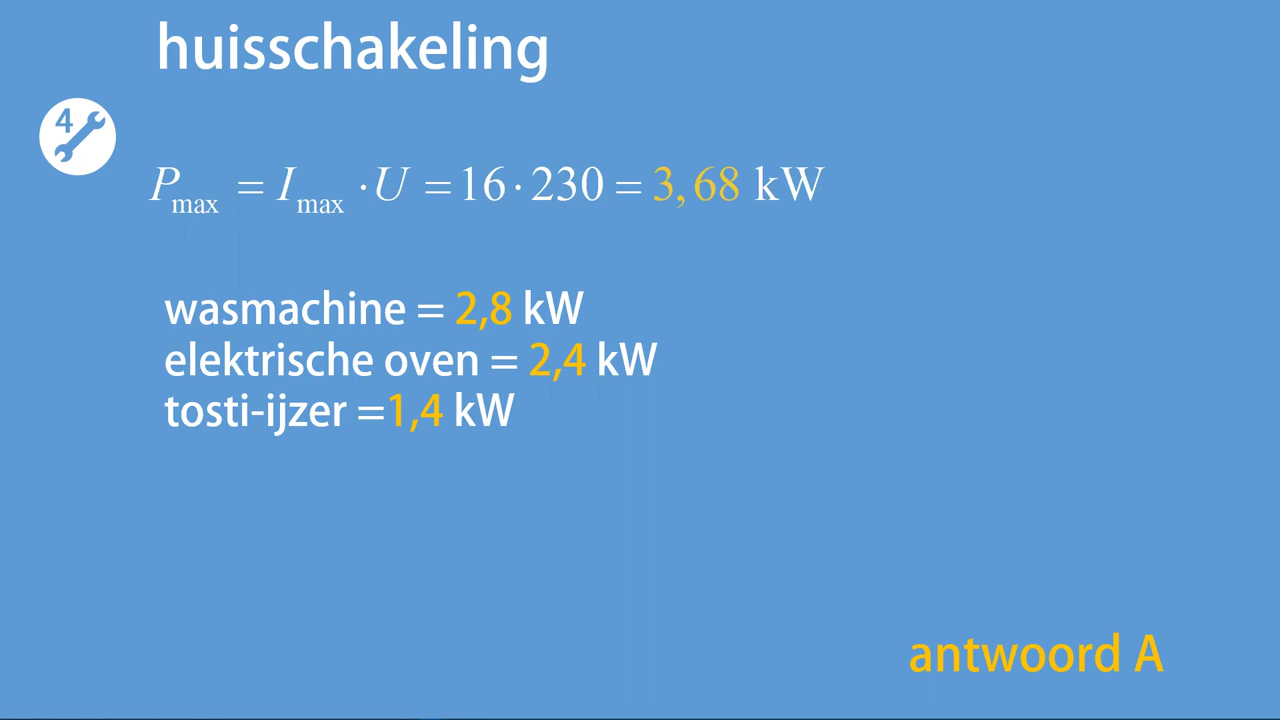 huisschakeling
4
P_max = I_max · U = 16 · 230 = 3,68 kW
wasmachine = 2,8 kW
elektrische oven = 2,4 kW
tosti-ijzer =1,4 kW
antwoord A